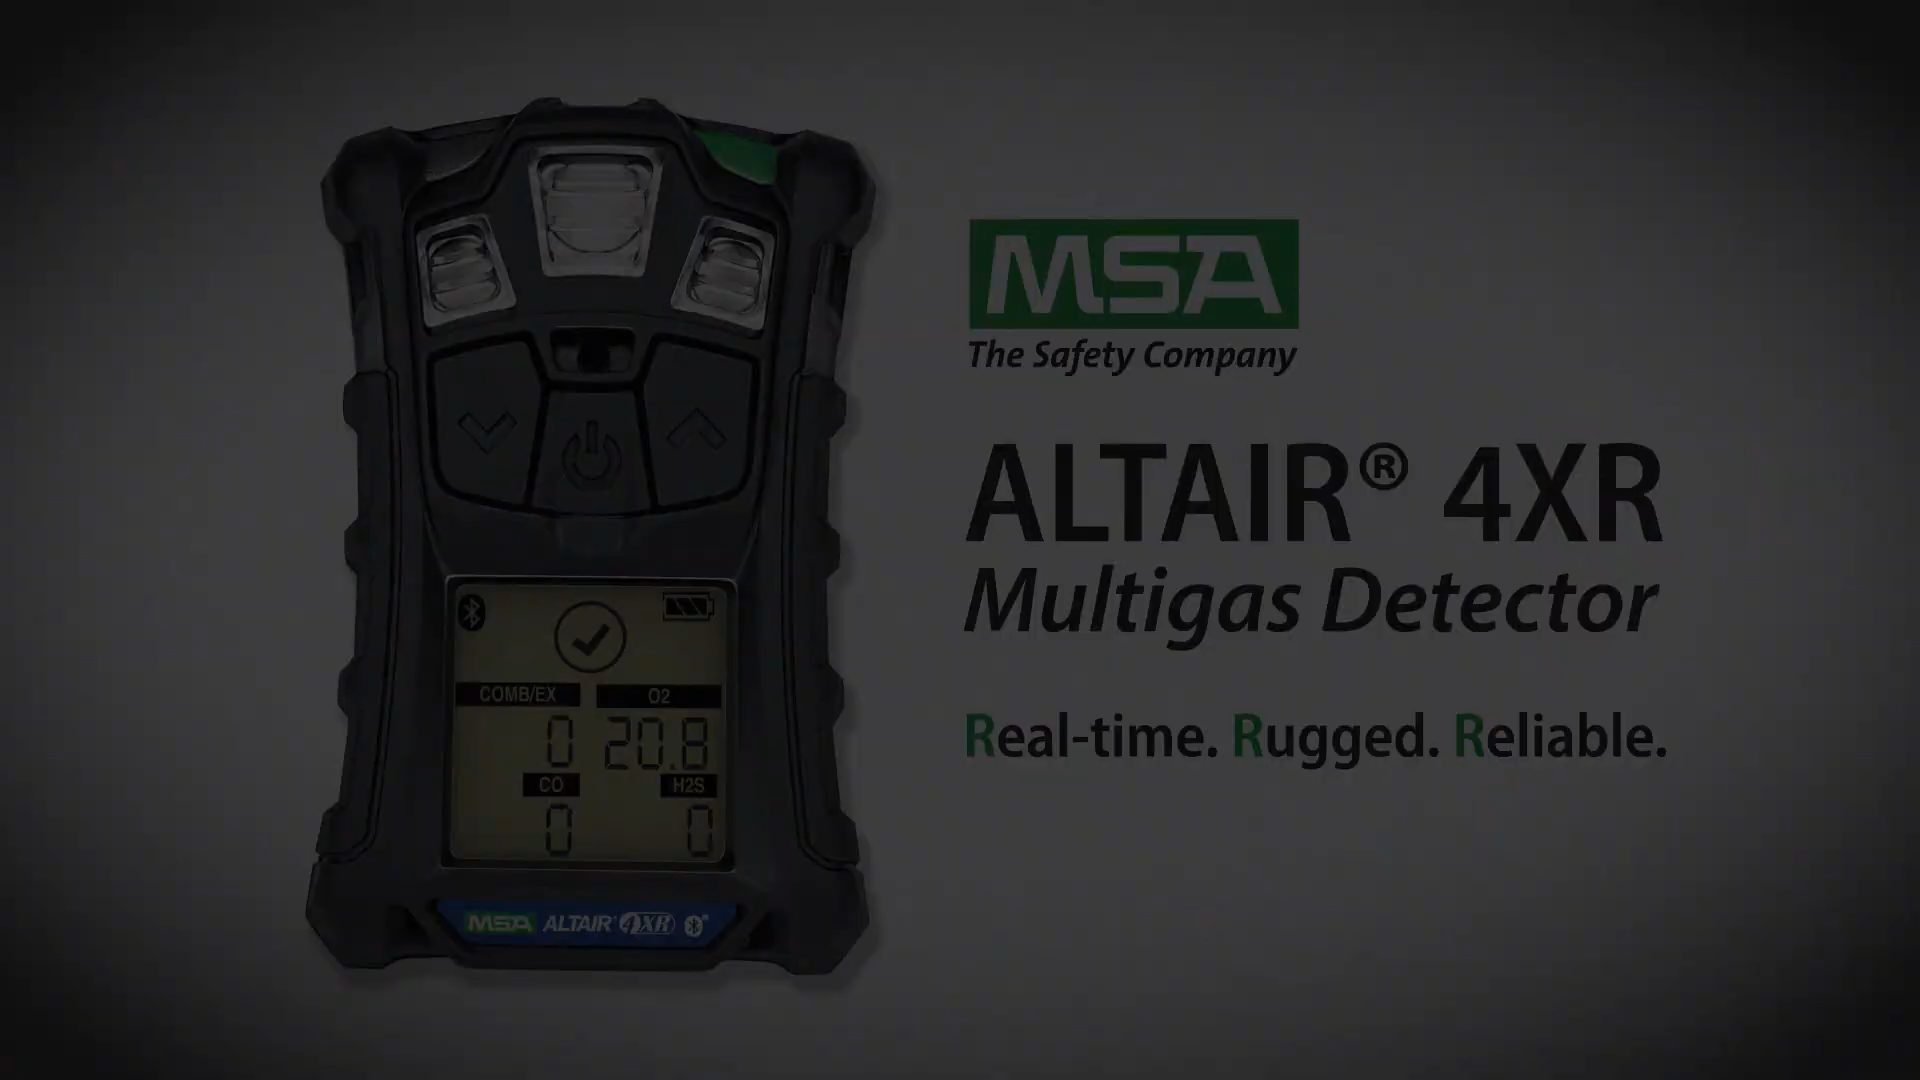 MSA
The Safety Company
ALTAIR® 4XR
Multigas Detector
Real-time. Rugged. Reliable.
COMB/EX O2
0 20.8
CO H2S
0 0
MSA ALTAIR® 4XR